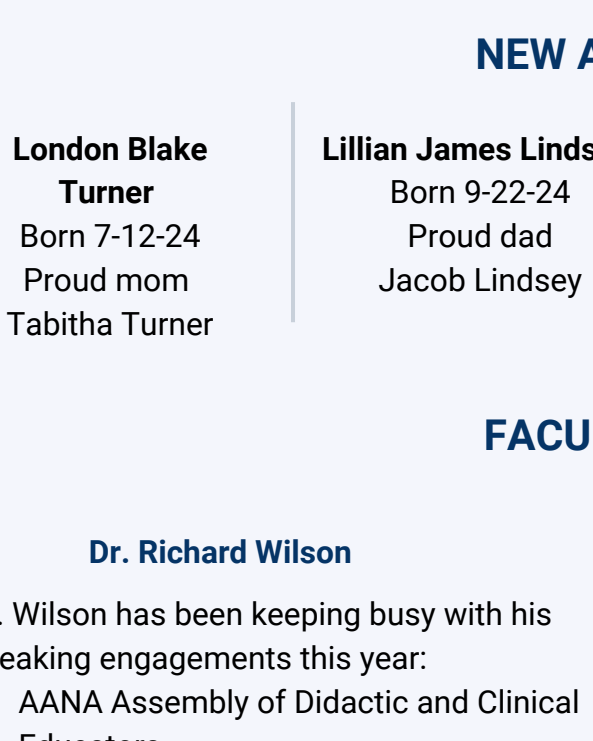 NEW A
London Blake
Turner
Born 7-12-24
Proud mom
Tabitha Turner
Lillian James Linds
Born 9-22-24
Proud dad
Jacob Lindsey
FACU
Dr. Richard Wilson
. Wilson has been keeping busy with his
eaking engagements this year:
AANA Assembly of Didactic and Clinical